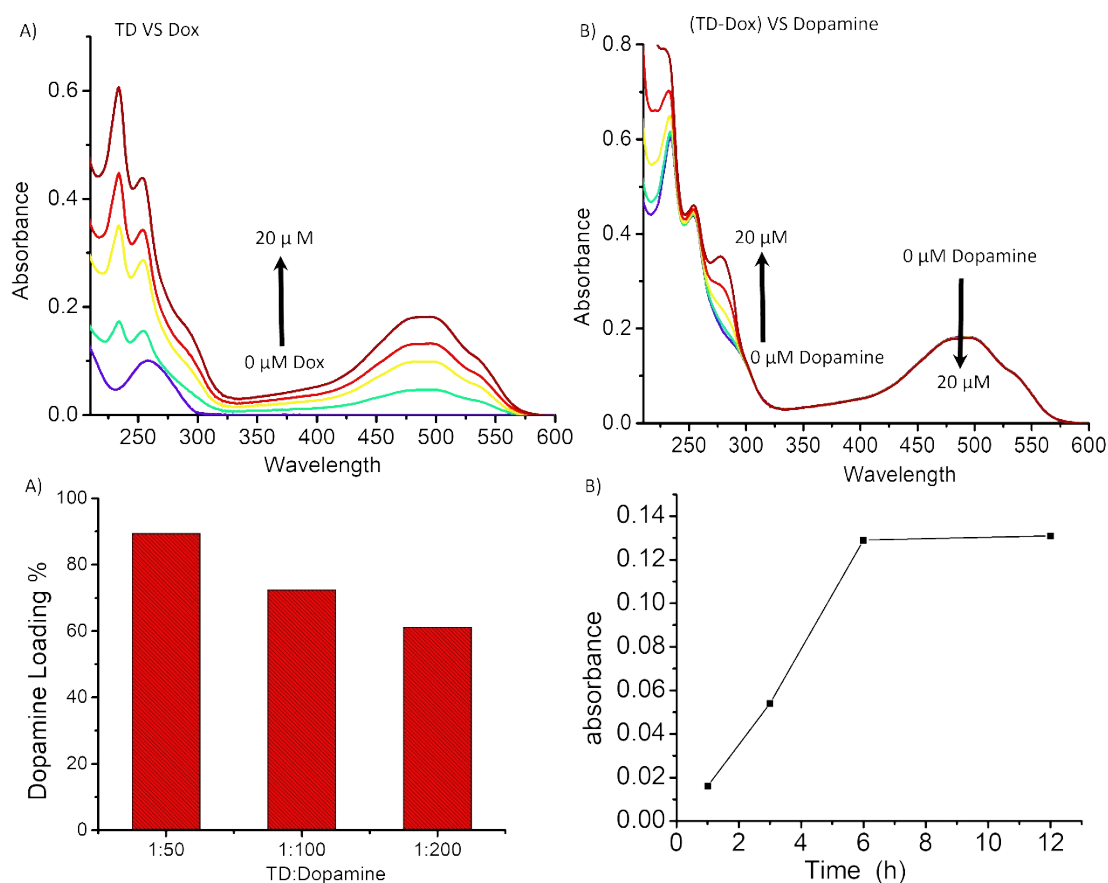 A)
TD VS Dox
Absorbance
0.6
0.4
0.2
0.0
20 µ M
0 µM Dox
250 300 350 400 450 500 550 600
Wavelength
B)
(TD-Dox) VS Dopamine
Absorbance
0.8
0.6
0.4
0.2
0.0
20 µM
0 µM Dopamine
0 µM Dopamine
20 µM
250 300 350 400 450 500 550 600
Wavelength
A)
Dopamine Loading %
100
80
60
40
20
0
1:50 1:100 1:200
TD:Dopamine
B)
absorbance
0.14
0.12
0.10
0.08
0.06
0.04
0.02
0.00
0 2 4 6 8 10 12
Time (h)